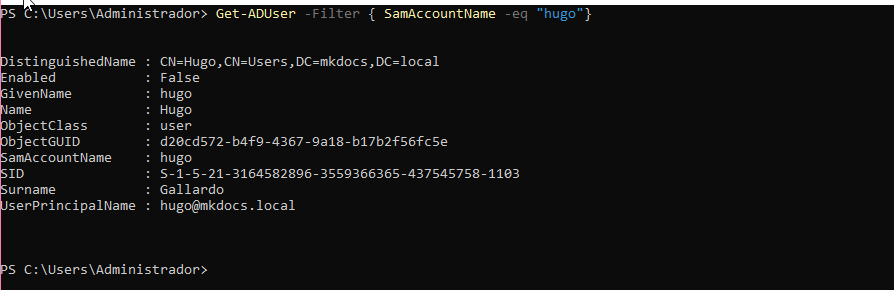 PS C:\Users\Administrador> Get-ADUser -Filter { SamAccountName -eq "hugo"}
DistinguishedName : CN=Hugo,CN=Users,DC=mkdocs,DC=local
Enabled           : False
GivenName         : hugo
Name              : Hugo
ObjectClass       : user
ObjectGUID        : d20cd572-b4f9-4367-9a18-b17b2f56fc5e
SamAccountName    : hugo
SID               : S-1-5-21-3164582896-3559366365-437545758-1103
Surname           : Gallardo
UserPrincipalName : hugo@mkdocs.local
PS C:\Users\Administrador>